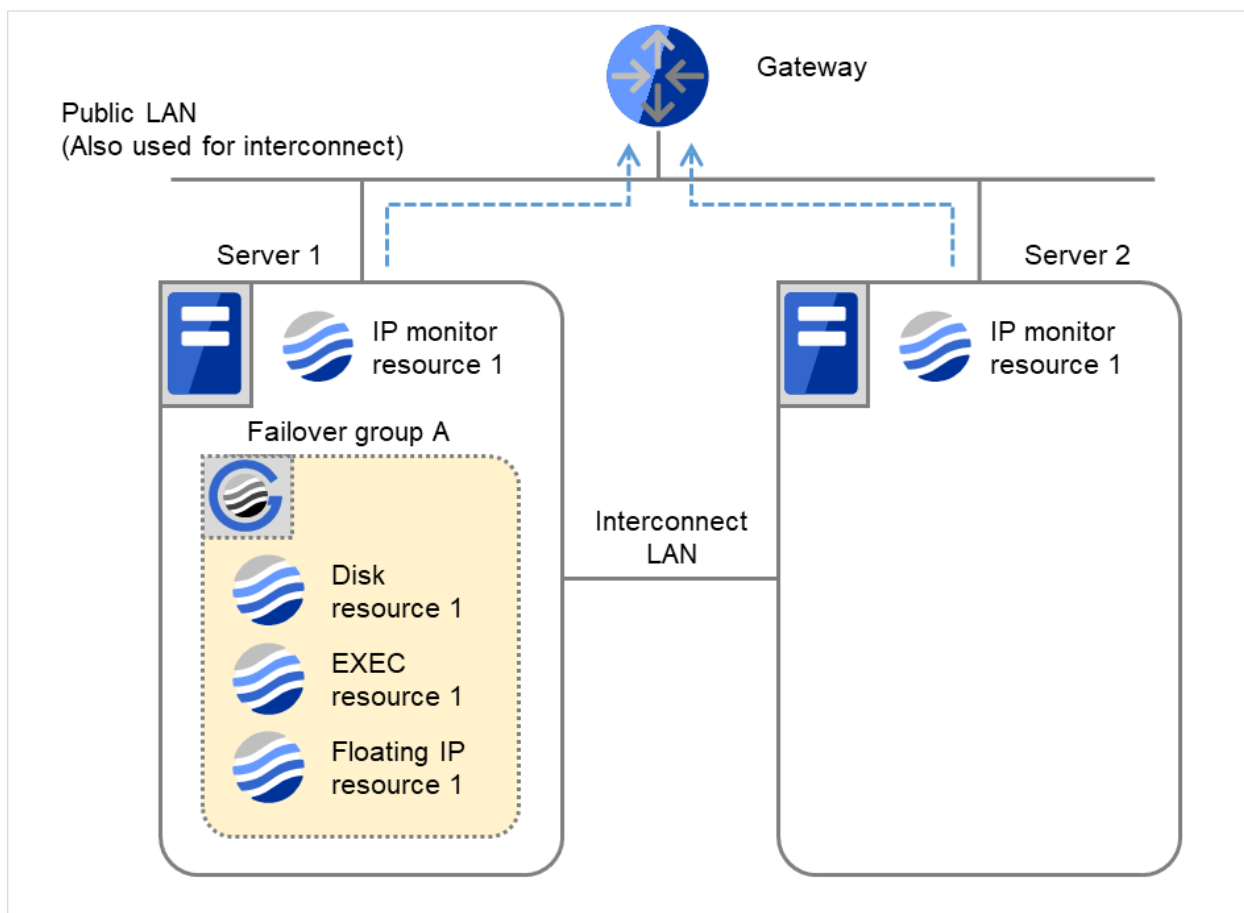 Gateway
Public LAN
(Also used for interconnect)
Server 1
Server 2
IP monitor
resource 1
IP monitor
resource 1
Failover group A
Interconnect
LAN
Disk
resource 1
EXEC
resource 1
Floating IP
resource 1